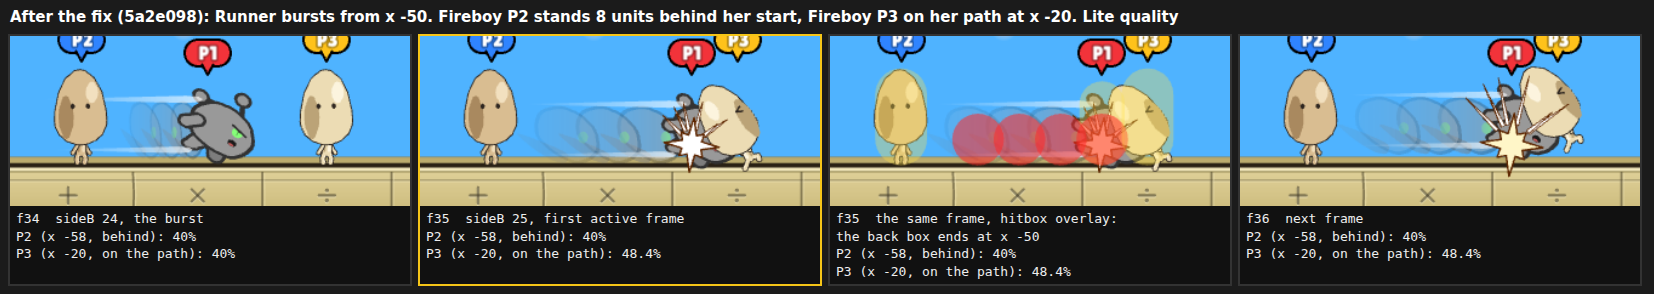 After the fix (5a2e098): Runner bursts from x -50. Fireboy P2 stands 8 units behind her start, Fireboy P3 on her path at x -20. Lite quality
P2 P1 P3
+ × ÷
f34 sideB 24, the burst
P2 (x -58, behind): 40%
P3 (x -20, on the path): 40%
P2 P1 P3
+ × ÷
f35 sideB 25, first active frame
P2 (x -58, behind): 40%
P3 (x -20, on the path): 48.4%
P2 P1 P3
+ × ÷
f35 the same frame, hitbox overlay:
the back box ends at x -50
P2 (x -58, behind): 40%
P3 (x -20, on the path): 48.4%
P2 P1 P3
+ × ÷
f36 next frame
P2 (x -58, behind): 40%
P3 (x -20, on the path): 48.4%